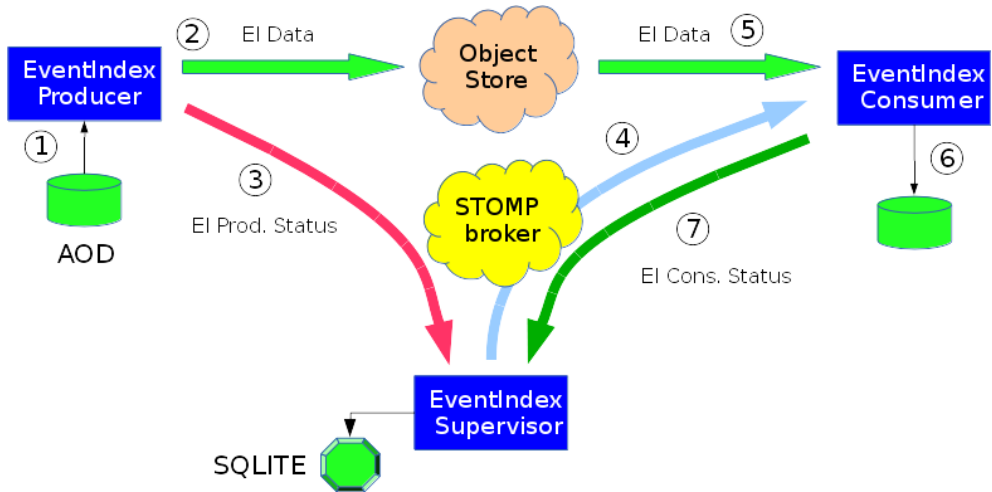 2
EI Data
EI Data
5
Object
Store
EventIndex
Producer
EventIndex
Consumer
1
4
3
6
STOMP
broker
EI Prod. Status
7
AOD
EI Cons. Status
EventIndex
Supervisor
SQLITE